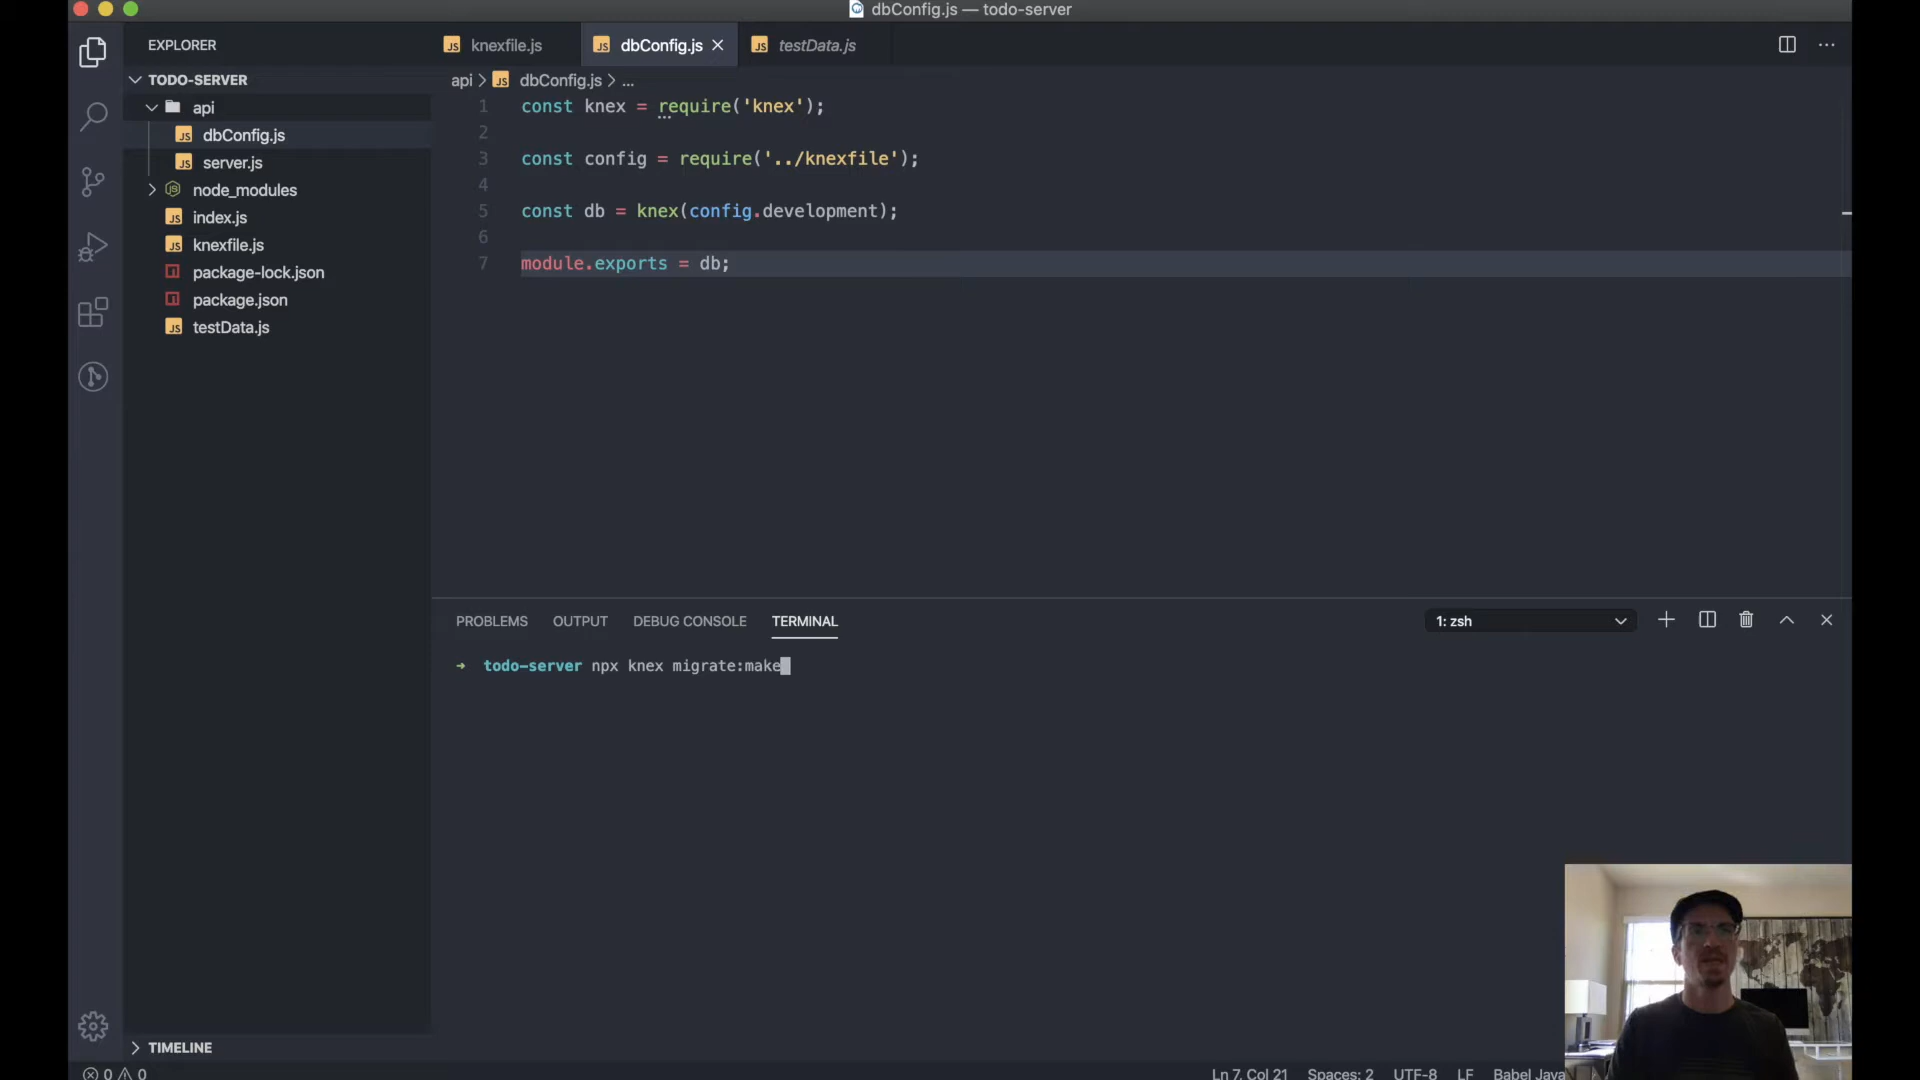 dbConfig.js — todo-server
EXPLORER
TODO-SERVER
api
dbConfig.js
server.js
node_modules
index.js
knexfile.js
package-lock.json
package.json
testData.js
TIMELINE
knexfile.js
dbConfig.js
testData.js
api > dbConfig.js > ...
1 const knex = require('knex');
2
3 const config = require('../knexfile');
4
5 const db = knex(config.development);
6
7 module.exports = db;
PROBLEMS OUTPUT DEBUG CONSOLE TERMINAL
1: zsh
→ todo-server npx knex migrate:make
0 0
Ln 7, Col 21 Spaces: 2 UTF-8 LF Babel Java